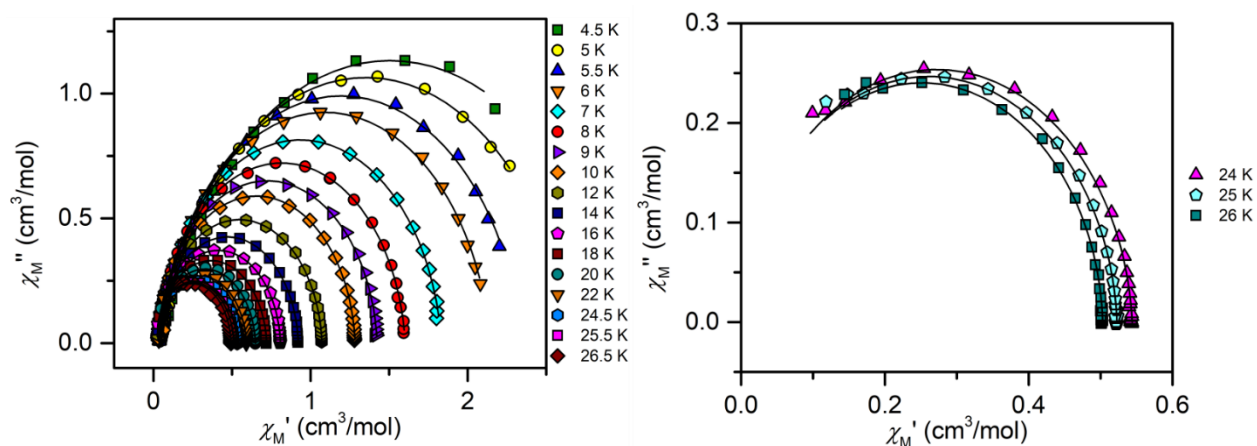 χM'' (cm3/mol)
1.0
0.5
0.0
0
1
2
χM' (cm3/mol)
4.5 K
5 K
5.5 K
6 K
7 K
8 K
9 K
10 K
12 K
14 K
16 K
18 K
20 K
22 K
24.5 K
25.5 K
26.5 K
χM'' (cm3/mol)
0.3
0.2
0.1
0.0
0.0
0.2
0.4
0.6
χM' (cm3/mol)
24 K
25 K
26 K